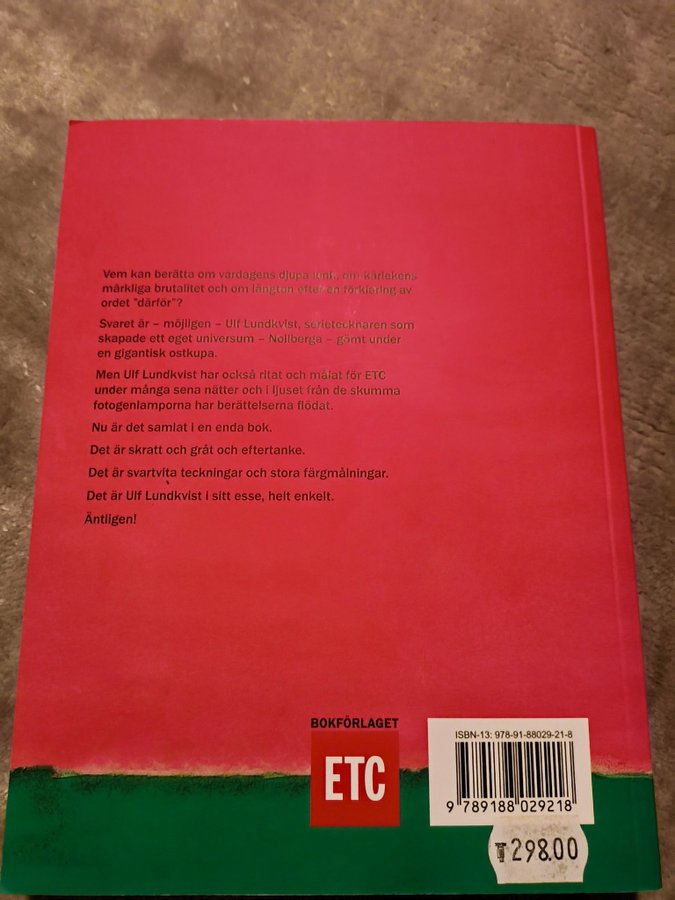 Vem kan berätta om vardagens djupa ironi, om kärlekens
märkliga brutalitet och om längtan efter en förklaring av
ordet "därför"?
Svaret är – möjligen – Ulf Lundkvist, serietecknaren som
skapade ett eget universum – Nollberga – gömt under
en gigantisk ostkupa.
Men Ulf Lundkvist har också ritat och målat för ETC
under många sena nätter och i ljuset från de skumma
fotogenlamporna har berättelserna flödat.
Nu är det samlat i en enda bok.
Det är skratt och gråt och eftertanke.
Det är svartvita teckningar och stora färgmålningar.
Det är Ulf Lundkvist i sitt esse, helt enkelt.
Äntligen!
BOKFÖRLAGET
ETC
ISBN-13: 978-91-88029-21-8
9 789188 029218
298.00